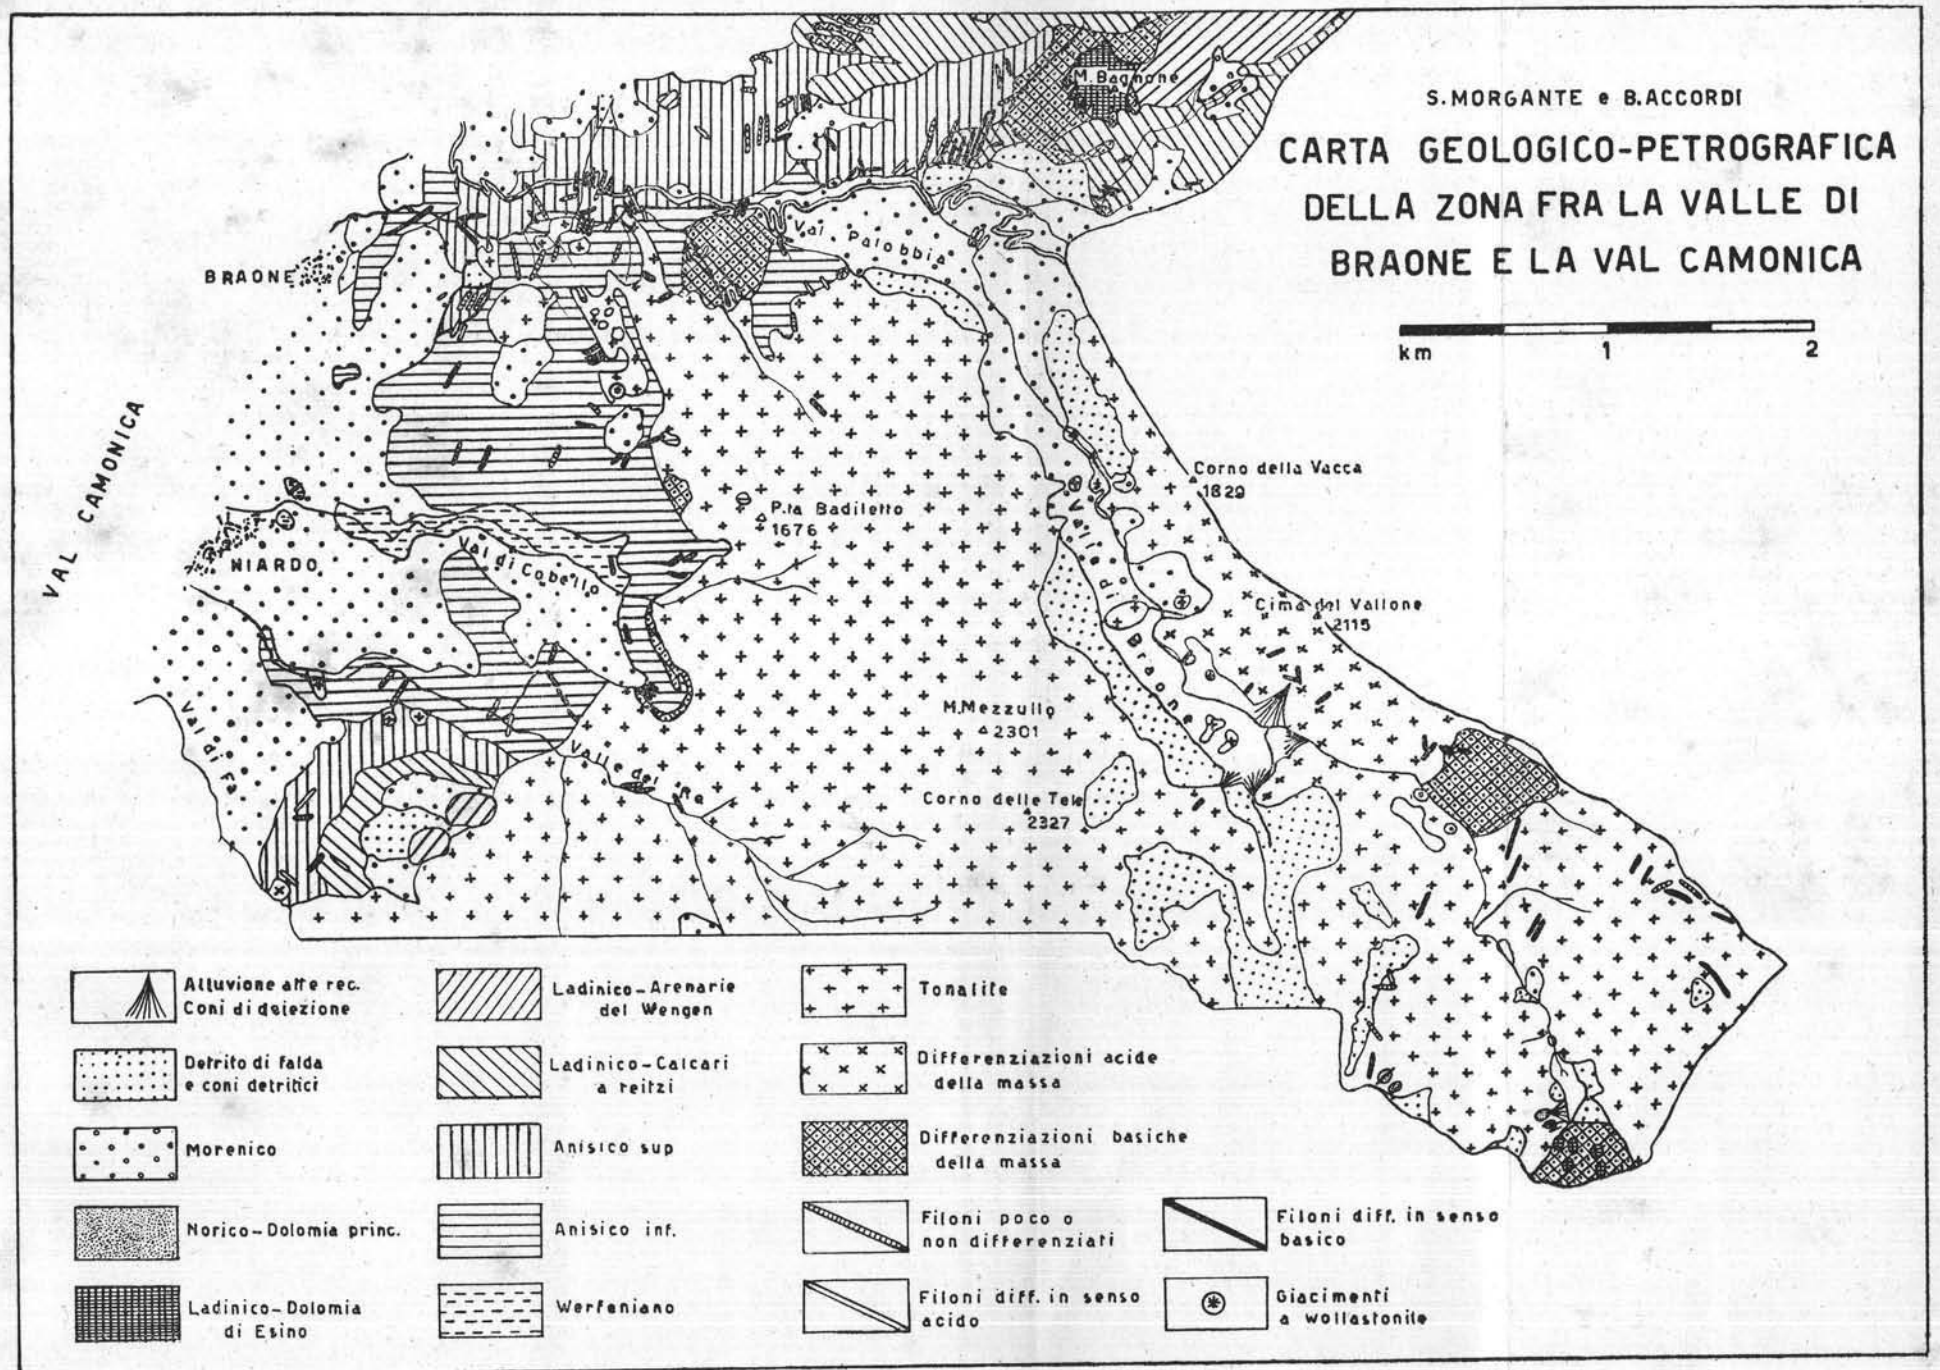 S. MORGANTE e B. ACCORDI
CARTA GEOLOGICO-PETROGRAFICA
DELLA ZONA FRA LA VALLE DI
BRAONE E LA VAL CAMONICA
km 1 2
M. Bagnone
Val Palobbia
BRAONE
VAL CAMONICA
Corno della Vacca
1829
P.ta Badiletto
1676
NIARDO
Val di Cobello
Valle di Braone
Cima del Vallone
2115
M. Mezzullo
2301
Val di Fa
Valle del Re
Corno delle Tele
2327
Alluvione att e rec.
Coni di deiezione
Detrito di falda
e coni detritici
Morenico
Norico-Dolomia princ.
Ladinico-Dolomia
di Esino
Ladinico-Arenarie
del Wengen
Ladinico-Calcari
a reitzi
Anisico sup
Anisico inf.
Werfeniano
Tonalite
Differenziazioni acide
della massa
Differenziazioni basiche
della massa
Filoni poco o
non differenziati
Filoni diff. in senso
acido
Filoni diff. in senso
basico
Giacimenti
a wollastonite